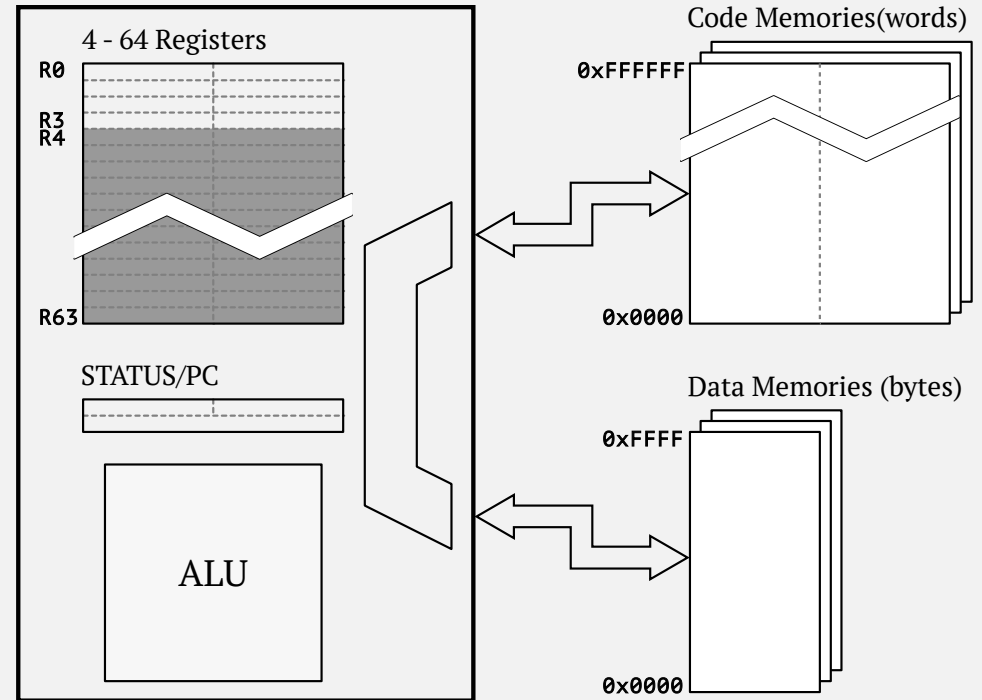 4 - 64 Registers
R0
R3
R4
R63
STATUS/PC
ALU
Code Memories(words)
0xFFFFFF
0x0000
Data Memories (bytes)
0xFFFF
0x0000